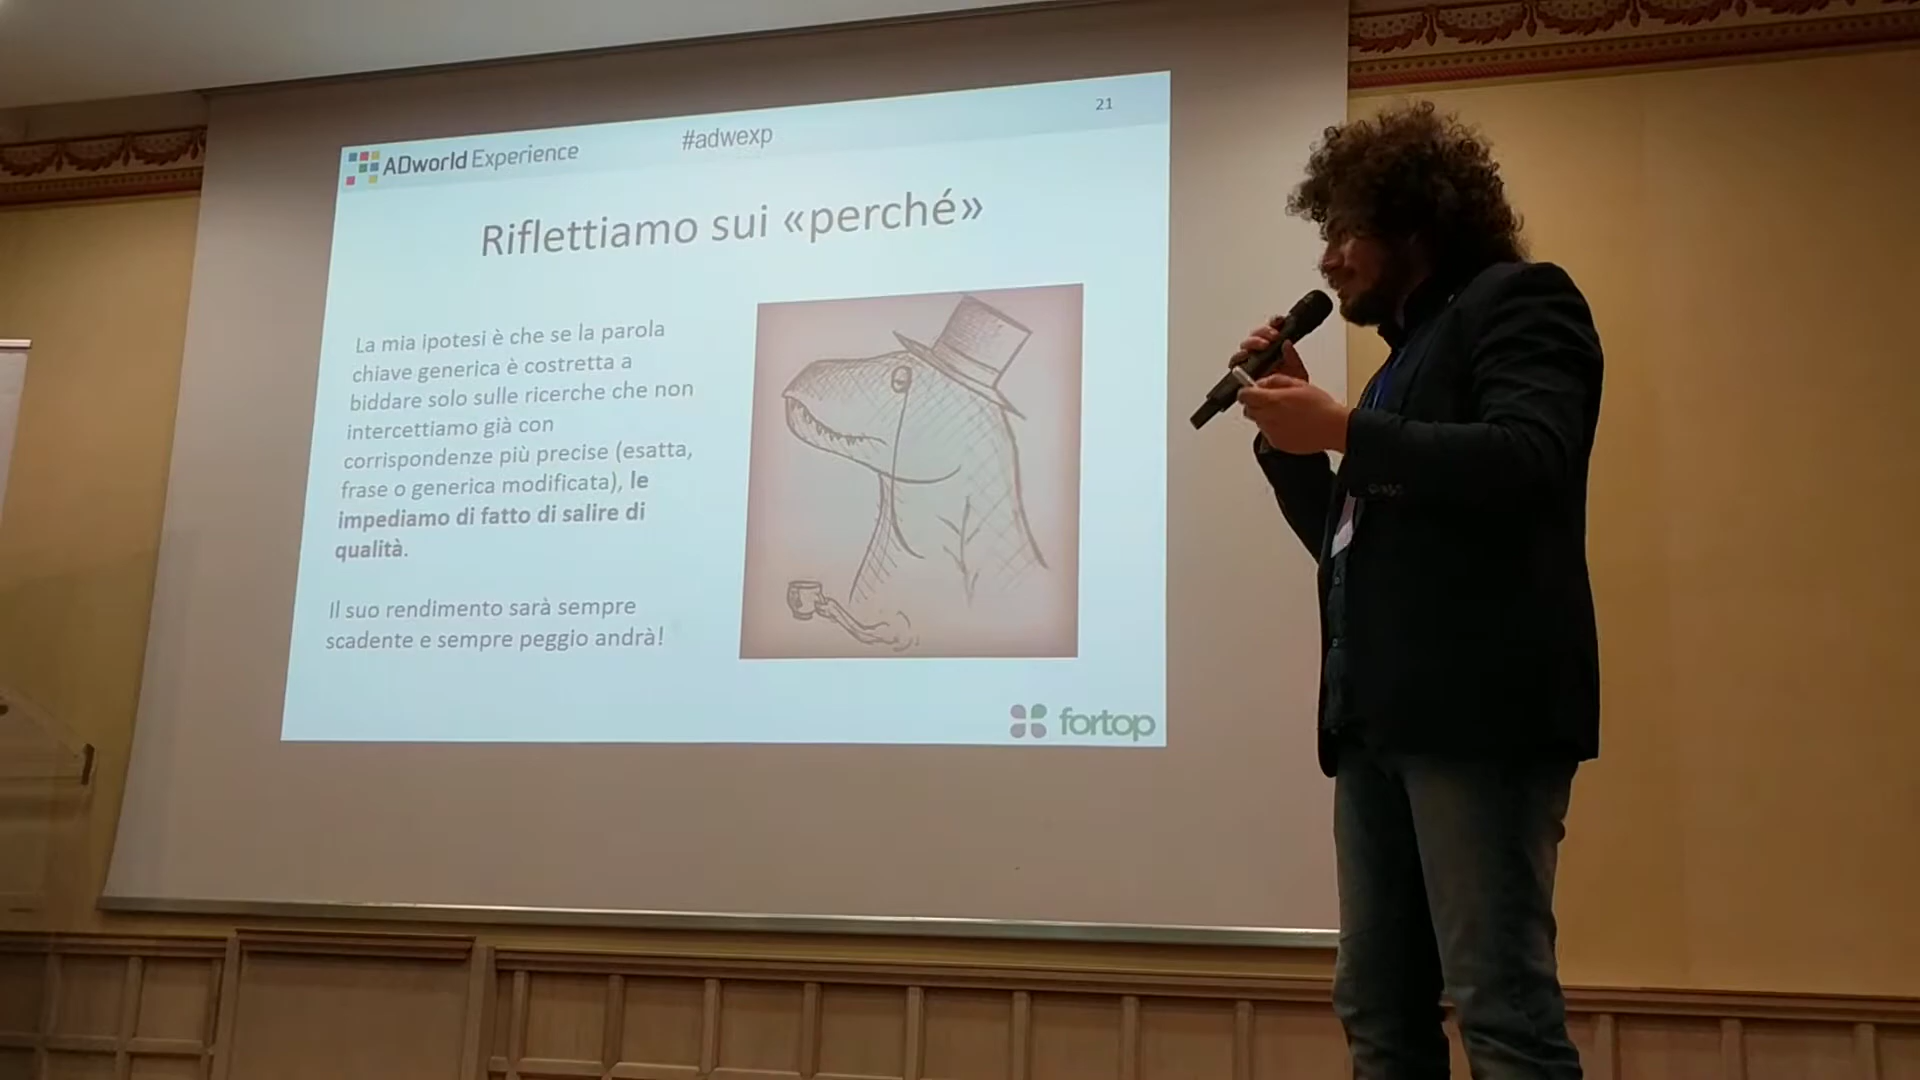 21
#adwexp
ADworld Experience
Riflettiamo sui «perché»
La mia ipotesi è che se la parola
chiave generica è costretta a
biddare solo sulle ricerche che non
intercettiamo già con
corrispondenze più precise (esatta,
frase o generica modificata), le
impediamo di fatto di salire di
qualità.
Il suo rendimento sarà sempre
scadente e sempre peggio andrà!
fortop